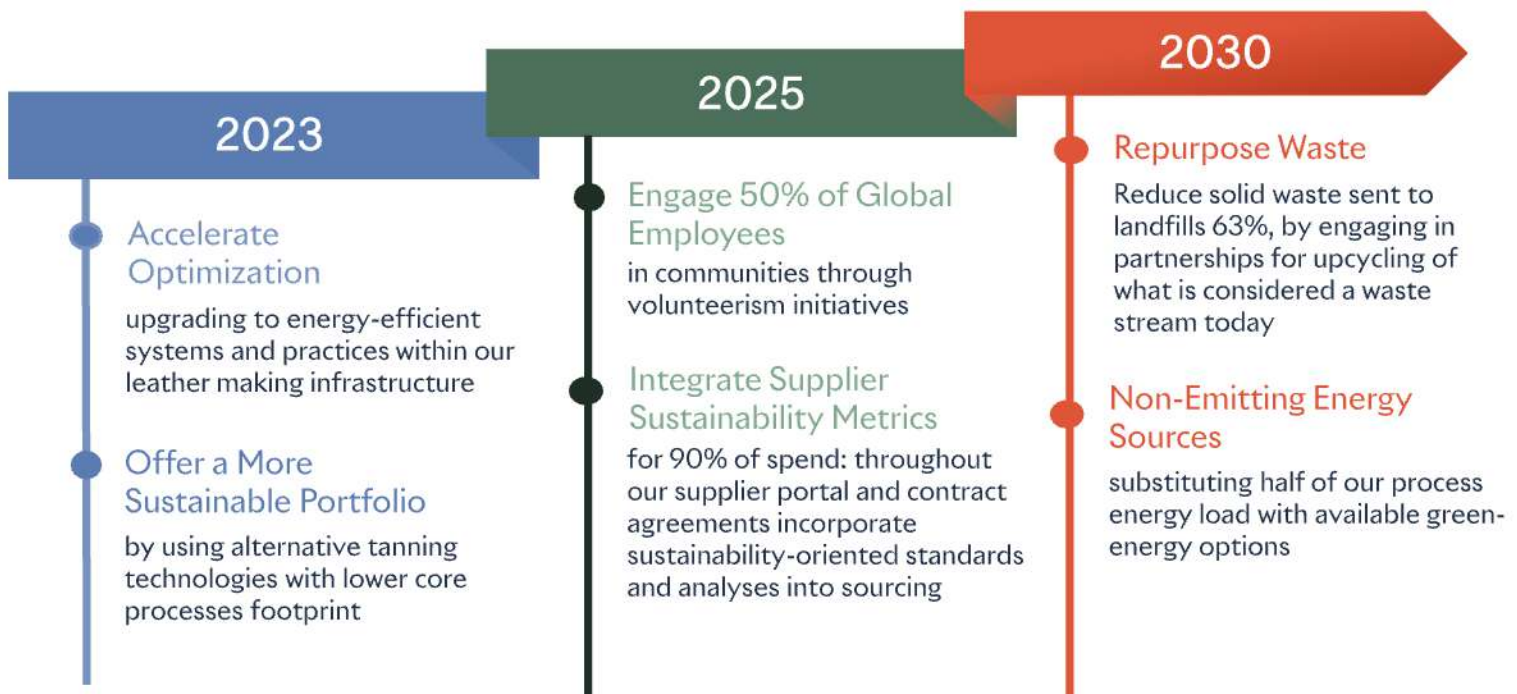 2023
Accelerate
Optimization
upgrading to energy-efficient
systems and practices within our
leather making infrastructure
Offer a More
Sustainable Portfolio
by using alternative tanning
technologies with lower core
processes footprint
2025
Engage 50% of Global
Employees
in communities through
volunteerism initiatives
Integrate Supplier
Sustainability Metrics
for 90% of spend: throughout
our supplier portal and contract
agreements incorporate
sustainability-oriented standards
and analyses into sourcing
2030
Repurpose Waste
Reduce solid waste sent to
landfills 63%, by engaging in
partnerships for upcycling of
what is considered a waste
stream today
Non-Emitting Energy
Sources
substituting half of our process
energy load with available green-
energy options